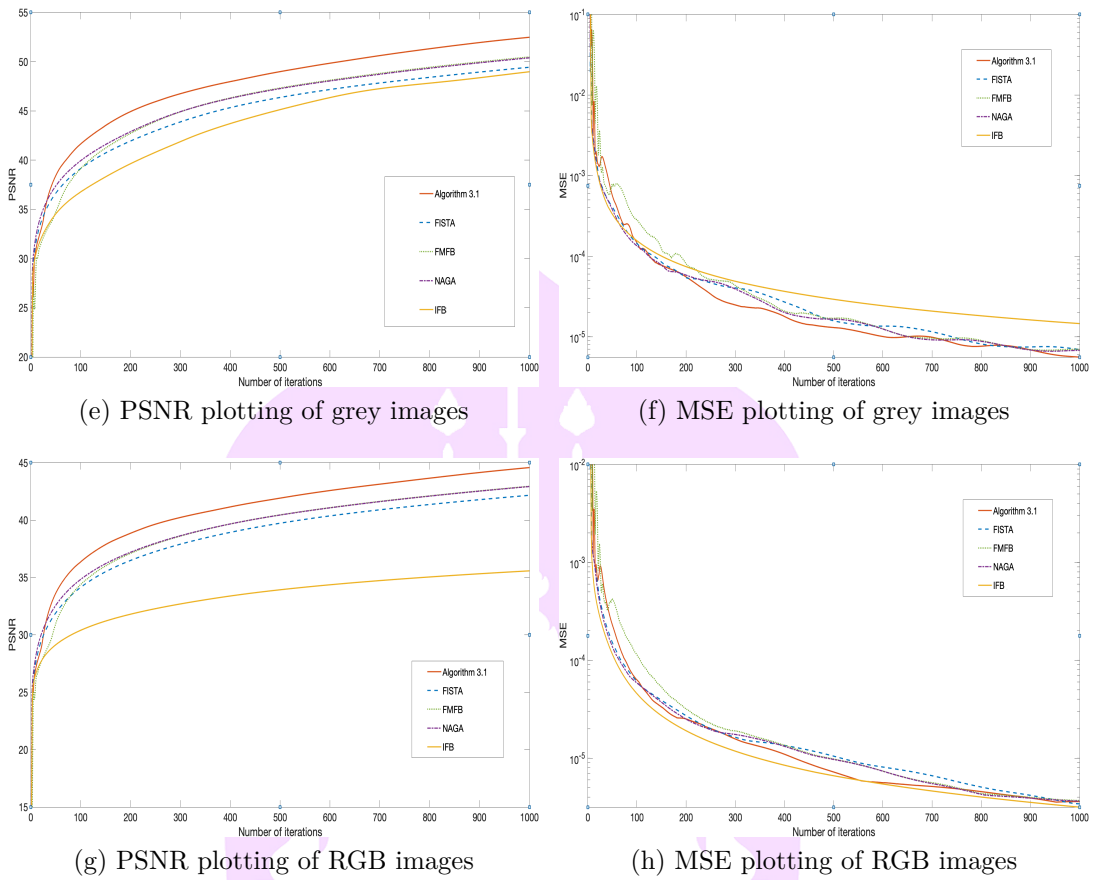 55
50
45
40
35
30
25
20
PSNR
0 100 200 300 400 500 600 700 800 900 1000
Number of iterations
Algorithm 3.1
FISTA
FMFB
NAGA
IFB
(e) PSNR plotting of grey images
10-1
10-2
10-3
10-4
10-5
MSE
0 100 200 300 400 500 600 700 800 900 1000
Number of iterations
Algorithm 3.1
FISTA
FMFB
NAGA
IFB
(f) MSE plotting of grey images
45
40
35
30
25
20
15
PSNR
0 100 200 300 400 500 600 700 800 900 1000
Number of iterations
Algorithm 3.1
FISTA
FMFB
NAGA
IFB
(g) PSNR plotting of RGB images
10-2
10-3
10-4
10-5
MSE
0 100 200 300 400 500 600 700 800 900 1000
Number of iterations
Algorithm 3.1
FISTA
FMFB
NAGA
IFB
(h) MSE plotting of RGB images